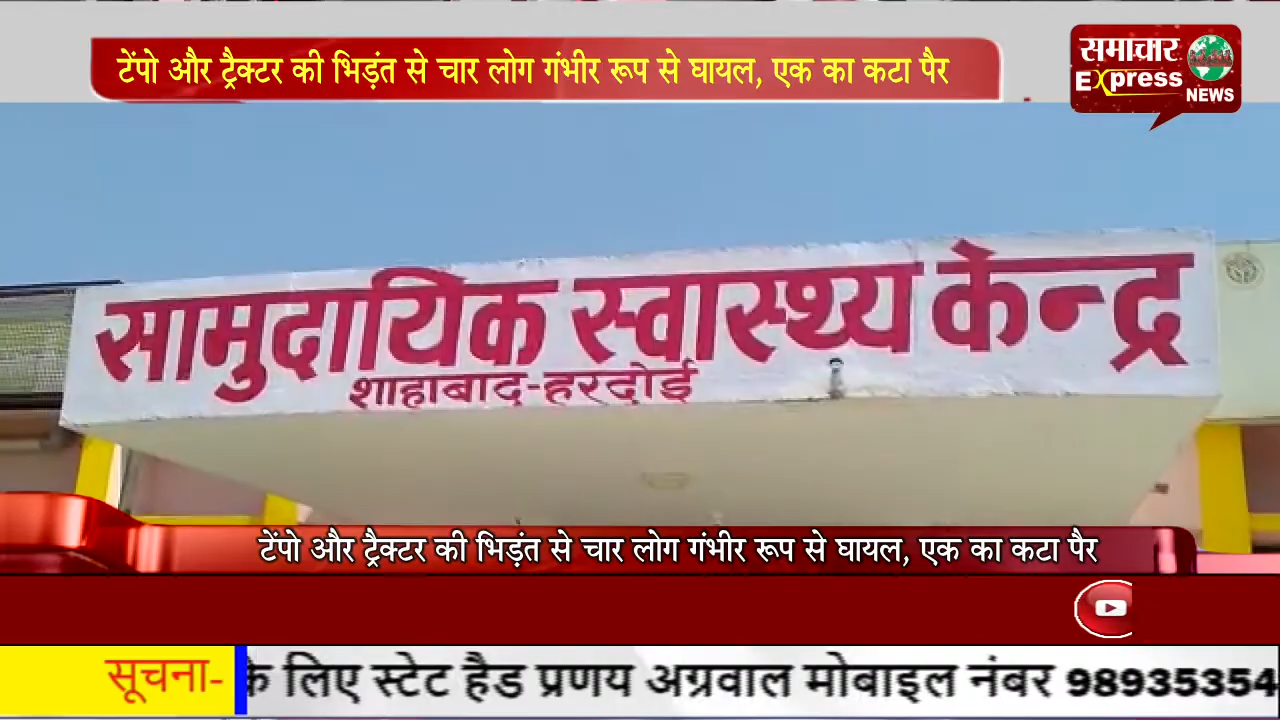 टेंपो और ट्रैक्टर की भिड़ंत से चार लोग गंभीर रूप से घायल, एक का कटा पैर
समाचार
Express
NEWS
सामुदायिक स्वास्थ्य केन्द्र
शाहाबाद-हरदोई
टेंपो और ट्रैक्टर की भिड़ंत से चार लोग गंभीर रूप से घायल, एक का कटा पैर
सूचना- के लिए स्टेट हैड प्रणय अग्रवाल मोबाइल नंबर 98935354